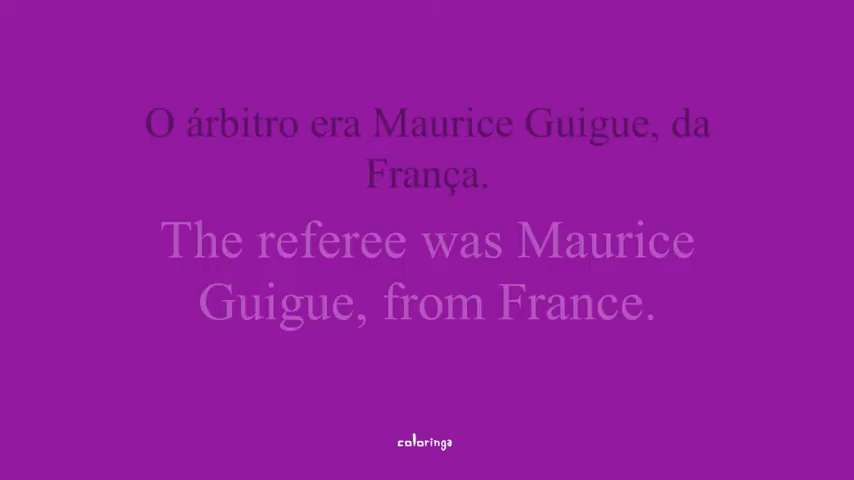 O árbitro era Maurice Guigue, da
França.
The referee was Maurice
Guigue, from France.
coloringa